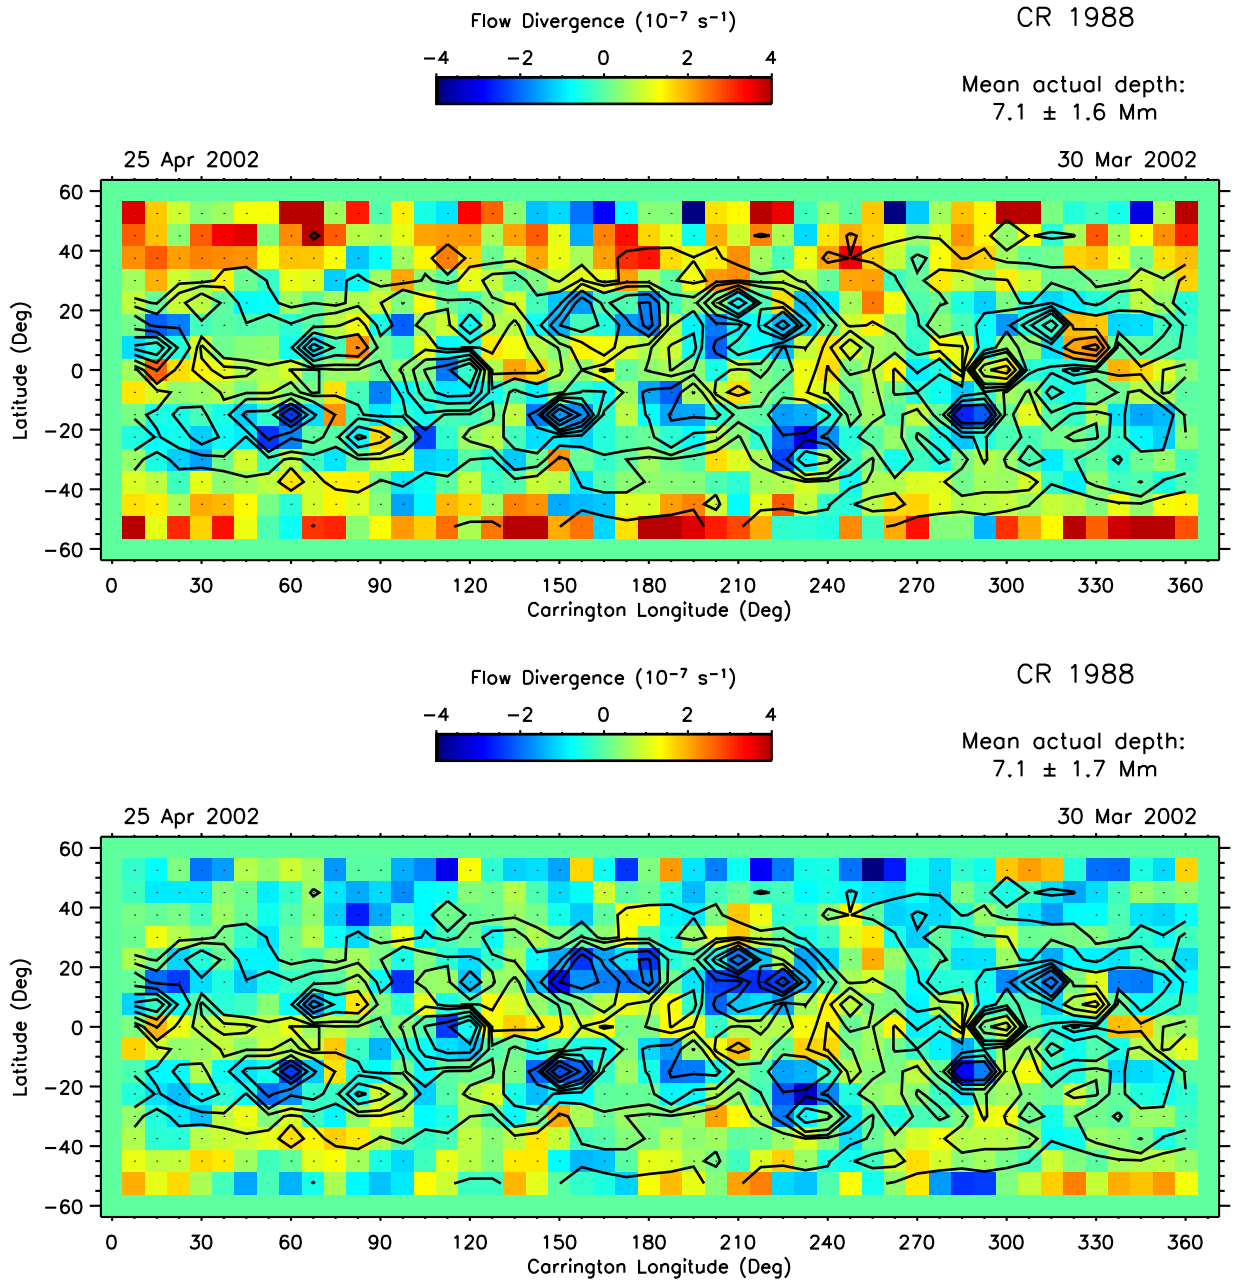 Flow Divergence (10⁻⁷ s⁻¹)
CR 1988
−4 −2 0 2 4
Mean actual depth:
7.1 ± 1.6 Mm
25 Apr 2002
30 Mar 2002
60
40
20
0
−20
−40
−60
Latitude (Deg)
0 30 60 90 120 150 180 210 240 270 300 330 360
Carrington Longitude (Deg)
Flow Divergence (10⁻⁷ s⁻¹)
CR 1988
−4 −2 0 2 4
Mean actual depth:
7.1 ± 1.7 Mm
25 Apr 2002
30 Mar 2002
60
40
20
0
−20
−40
−60
Latitude (Deg)
0 30 60 90 120 150 180 210 240 270 300 330 360
Carrington Longitude (Deg)